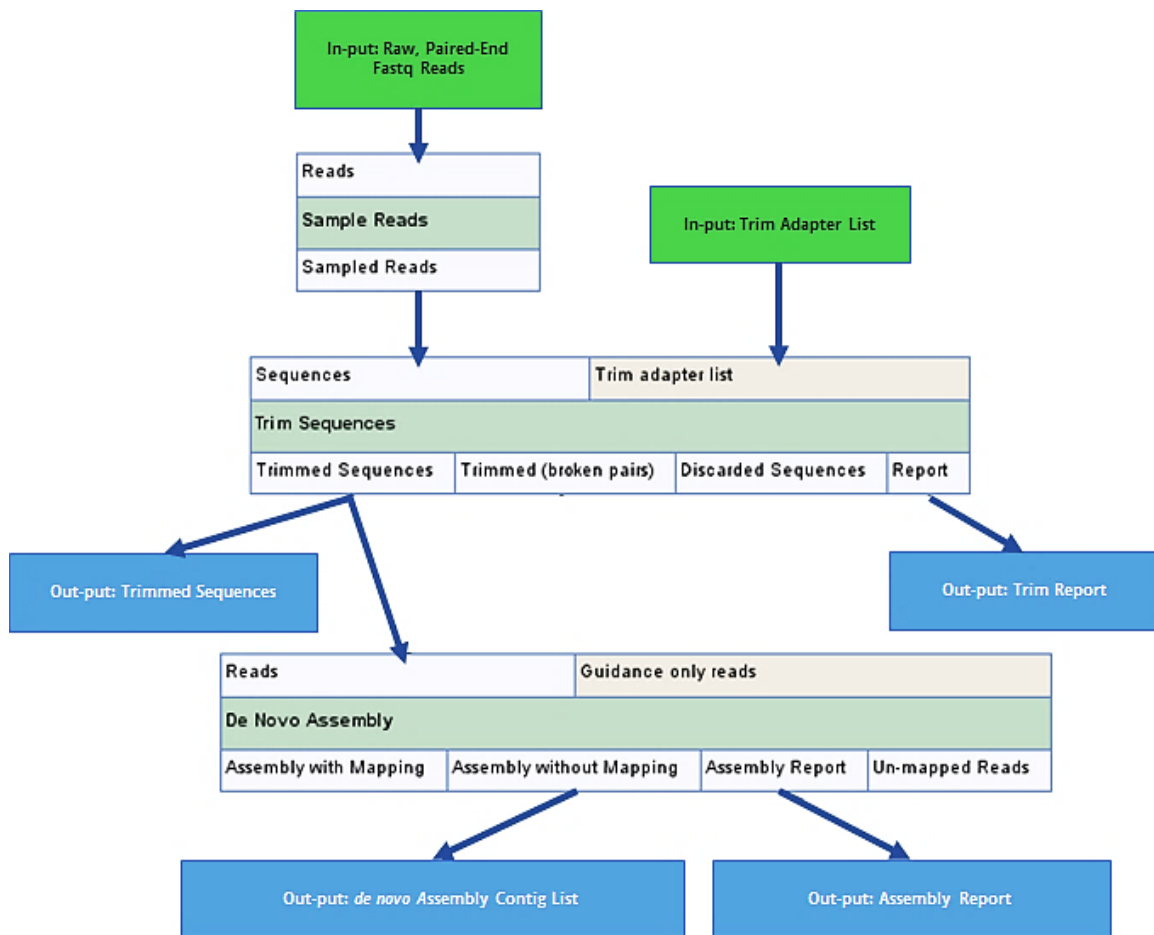 In-put: Raw, Paired-End
Fastq Reads
Reads
Sample Reads
Sampled Reads
In-put: Trim Adapter List
Sequences
Trim adapter list
Trim Sequences
Trimmed Sequences
Trimmed (broken pairs)
Discarded Sequences
Report
Out-put: Trimmed Sequences
Out-put: Trim Report
Reads
Guidance only reads
De Novo Assembly
Assembly with Mapping
Assembly without Mapping
Assembly Report
Un-mapped Reads
Out-put: de novo Assembly Contig List
Out-put: Assembly Report